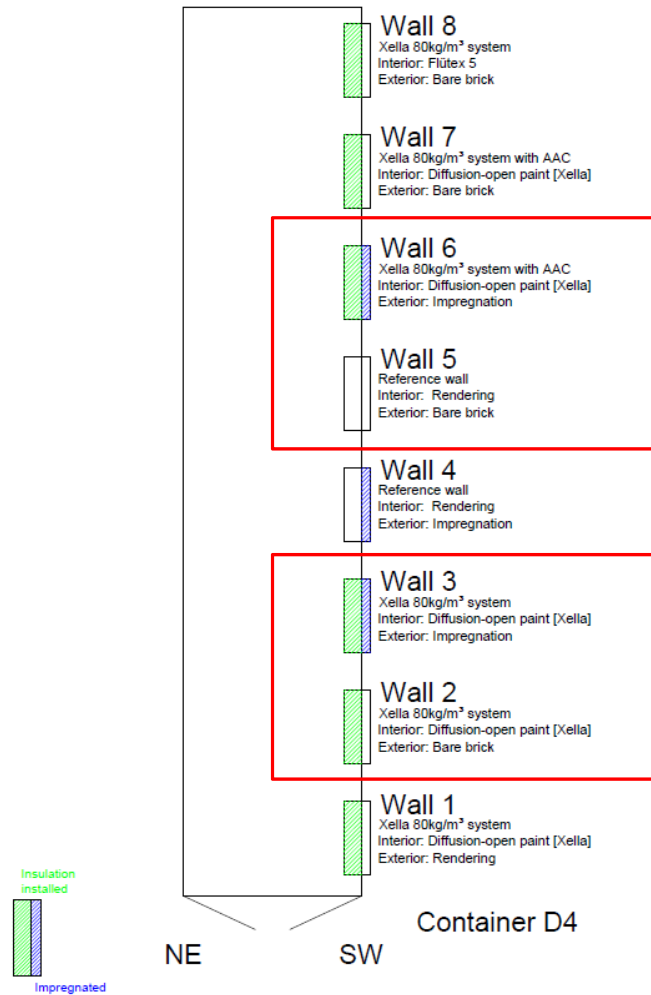 Wall 8
Xella 80kg/m³ system
Interior: Flütex 5
Exterior: Bare brick
Wall 7
Xella 80kg/m³ system with AAC
Interior: Diffusion-open paint [Xella]
Exterior: Bare brick
Wall 6
Xella 80kg/m³ system with AAC
Interior: Diffusion-open paint [Xella]
Exterior: Impregnation
Wall 5
Reference wall
Interior: Rendering
Exterior: Bare brick
Wall 4
Reference wall
Interior: Rendering
Exterior: Impregnation
Wall 3
Xella 80kg/m³ system
Interior: Diffusion-open paint [Xella]
Exterior: Impregnation
Wall 2
Xella 80kg/m³ system
Interior: Diffusion-open paint [Xella]
Exterior: Bare brick
Wall 1
Xella 80kg/m³ system
Interior: Diffusion-open paint [Xella]
Exterior: Rendering
Insulation
installed
Container D4
NE
SW
Impregnated